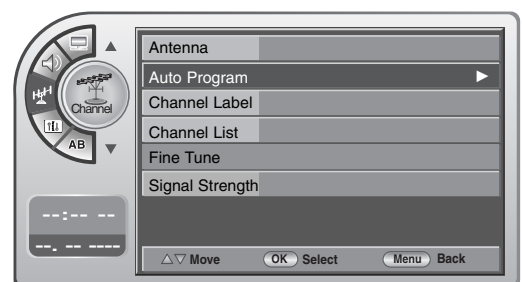 Antenna
Auto Program ▶
Channel Label
Channel
Channel List
AB
Fine Tune
Signal Strength
--:-- --
--. -- ----
△▽ Move OK Select Menu Back